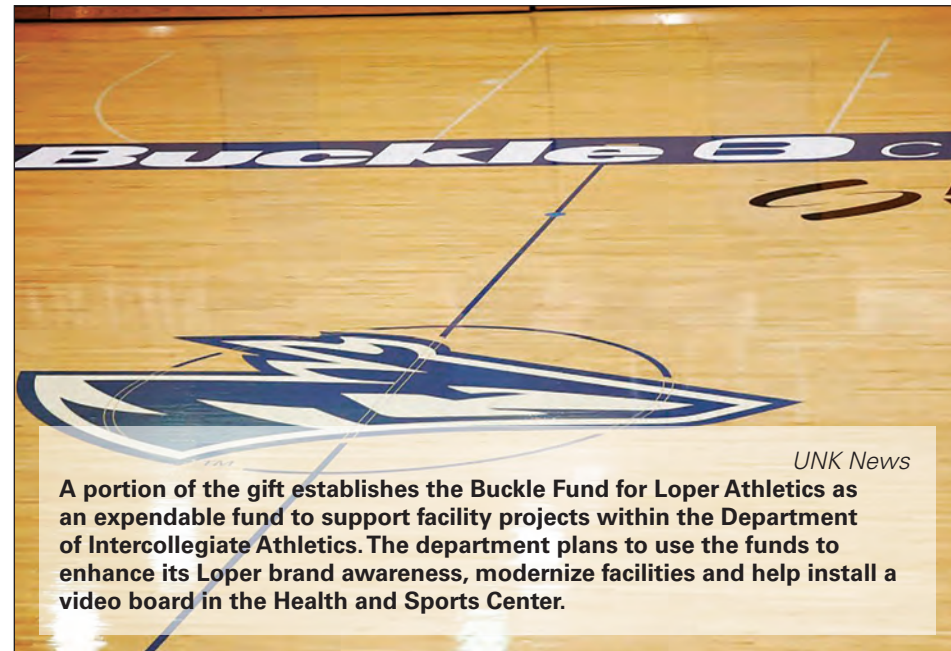 Buckle B C
TM
UNK News
A portion of the gift establishes the Buckle Fund for Loper Athletics as
an expendable fund to support facility projects within the Department
of Intercollegiate Athletics. The department plans to use the funds to
enhance its Loper brand awareness, modernize facilities and help install a
video board in the Health and Sports Center.